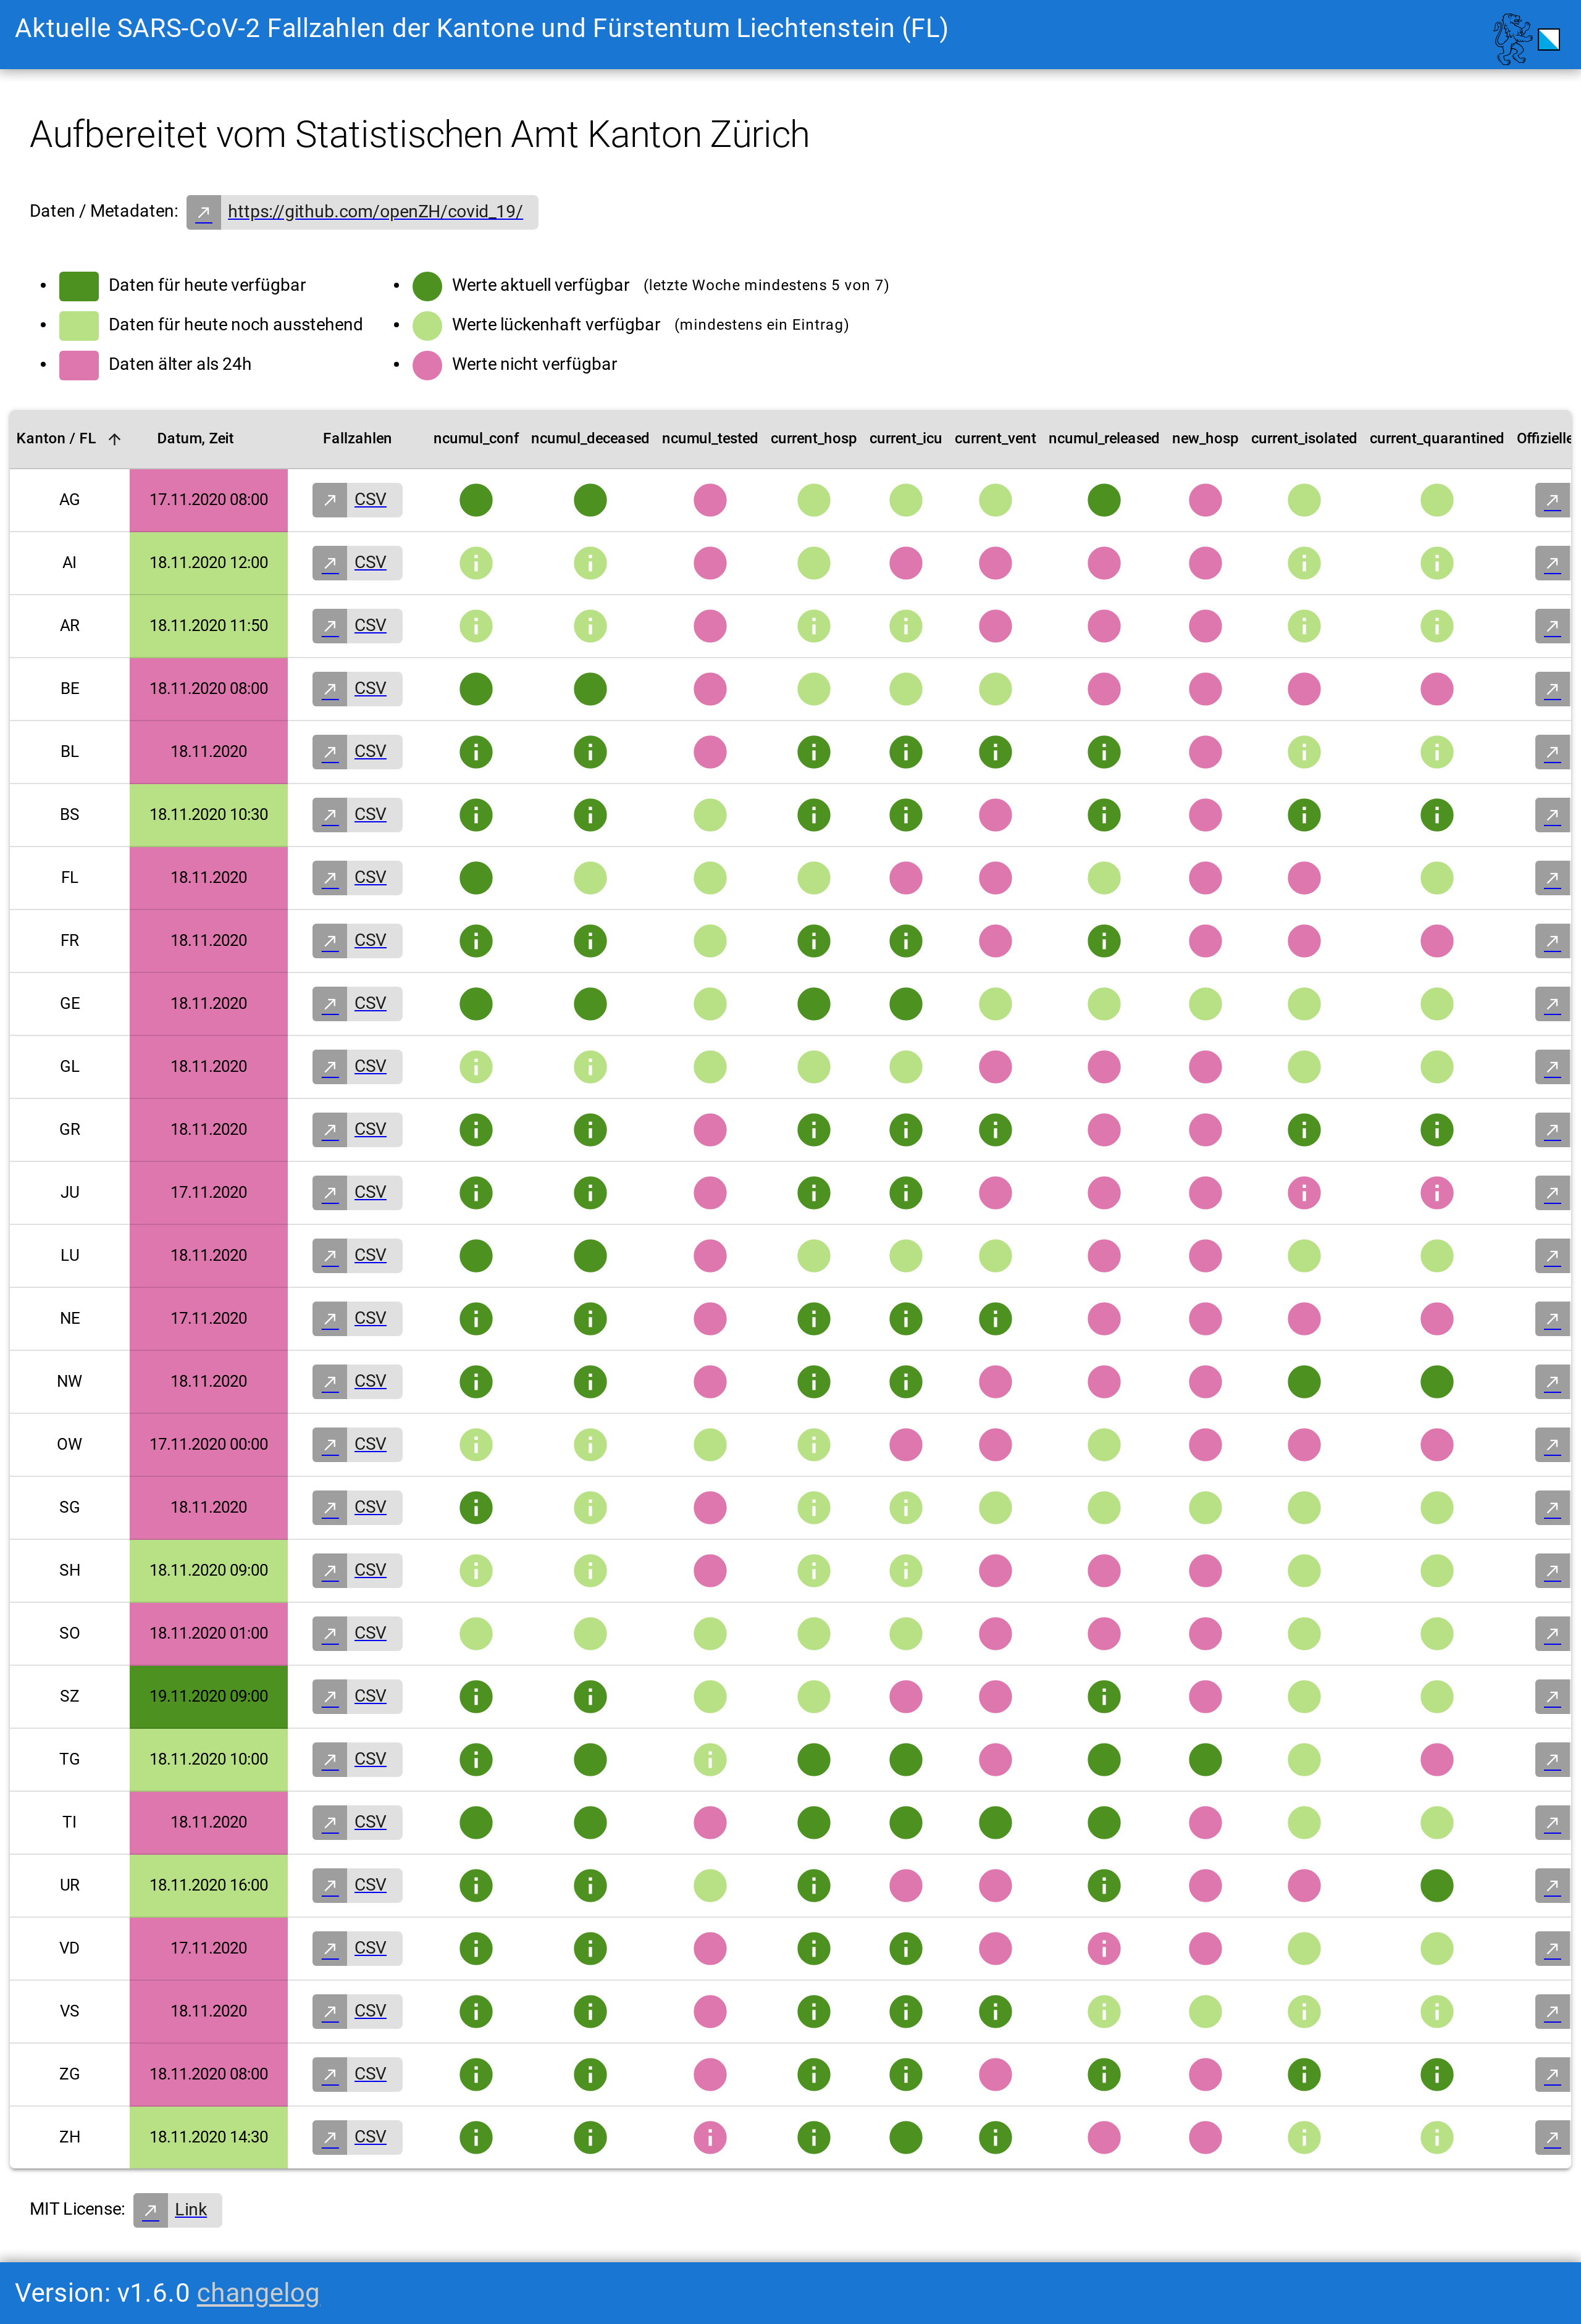 Aktuelle SARS-CoV-2 Fallzahlen der Kantone und Fürstentum Liechtenstein (FL)
Aufbereitet vom Statistischen Amt Kanton Zürich
Daten / Metadaten: https://github.com/openZH/covid_19/
Daten für heute verfügbar
Daten für heute noch ausstehend
Daten älter als 24h
Werte aktuell verfügbar (letzte Woche mindestens 5 von 7)
Werte lückenhaft verfügbar (mindestens ein Eintrag)
Werte nicht verfügbar
Kanton / FL Datum, Zeit Fallzahlen ncumul_conf ncumul_deceased ncumul_tested current_hosp current_icu current_vent ncumul_released new_hosp current_isolated current_quarantined Offizielle
AG 17.11.2020 08:00 CSV
AI 18.11.2020 12:00 CSV
AR 18.11.2020 11:50 CSV
BE 18.11.2020 08:00 CSV
BL 18.11.2020 CSV
BS 18.11.2020 10:30 CSV
FL 18.11.2020 CSV
FR 18.11.2020 CSV
GE 18.11.2020 CSV
GL 18.11.2020 CSV
GR 18.11.2020 CSV
JU 17.11.2020 CSV
LU 18.11.2020 CSV
NE 17.11.2020 CSV
NW 18.11.2020 CSV
OW 17.11.2020 00:00 CSV
SG 18.11.2020 CSV
SH 18.11.2020 09:00 CSV
SO 18.11.2020 01:00 CSV
SZ 19.11.2020 09:00 CSV
TG 18.11.2020 10:00 CSV
TI 18.11.2020 CSV
UR 18.11.2020 16:00 CSV
VD 17.11.2020 CSV
VS 18.11.2020 CSV
ZG 18.11.2020 08:00 CSV
ZH 18.11.2020 14:30 CSV
MIT License: Link
Version: v1.6.0 changelog